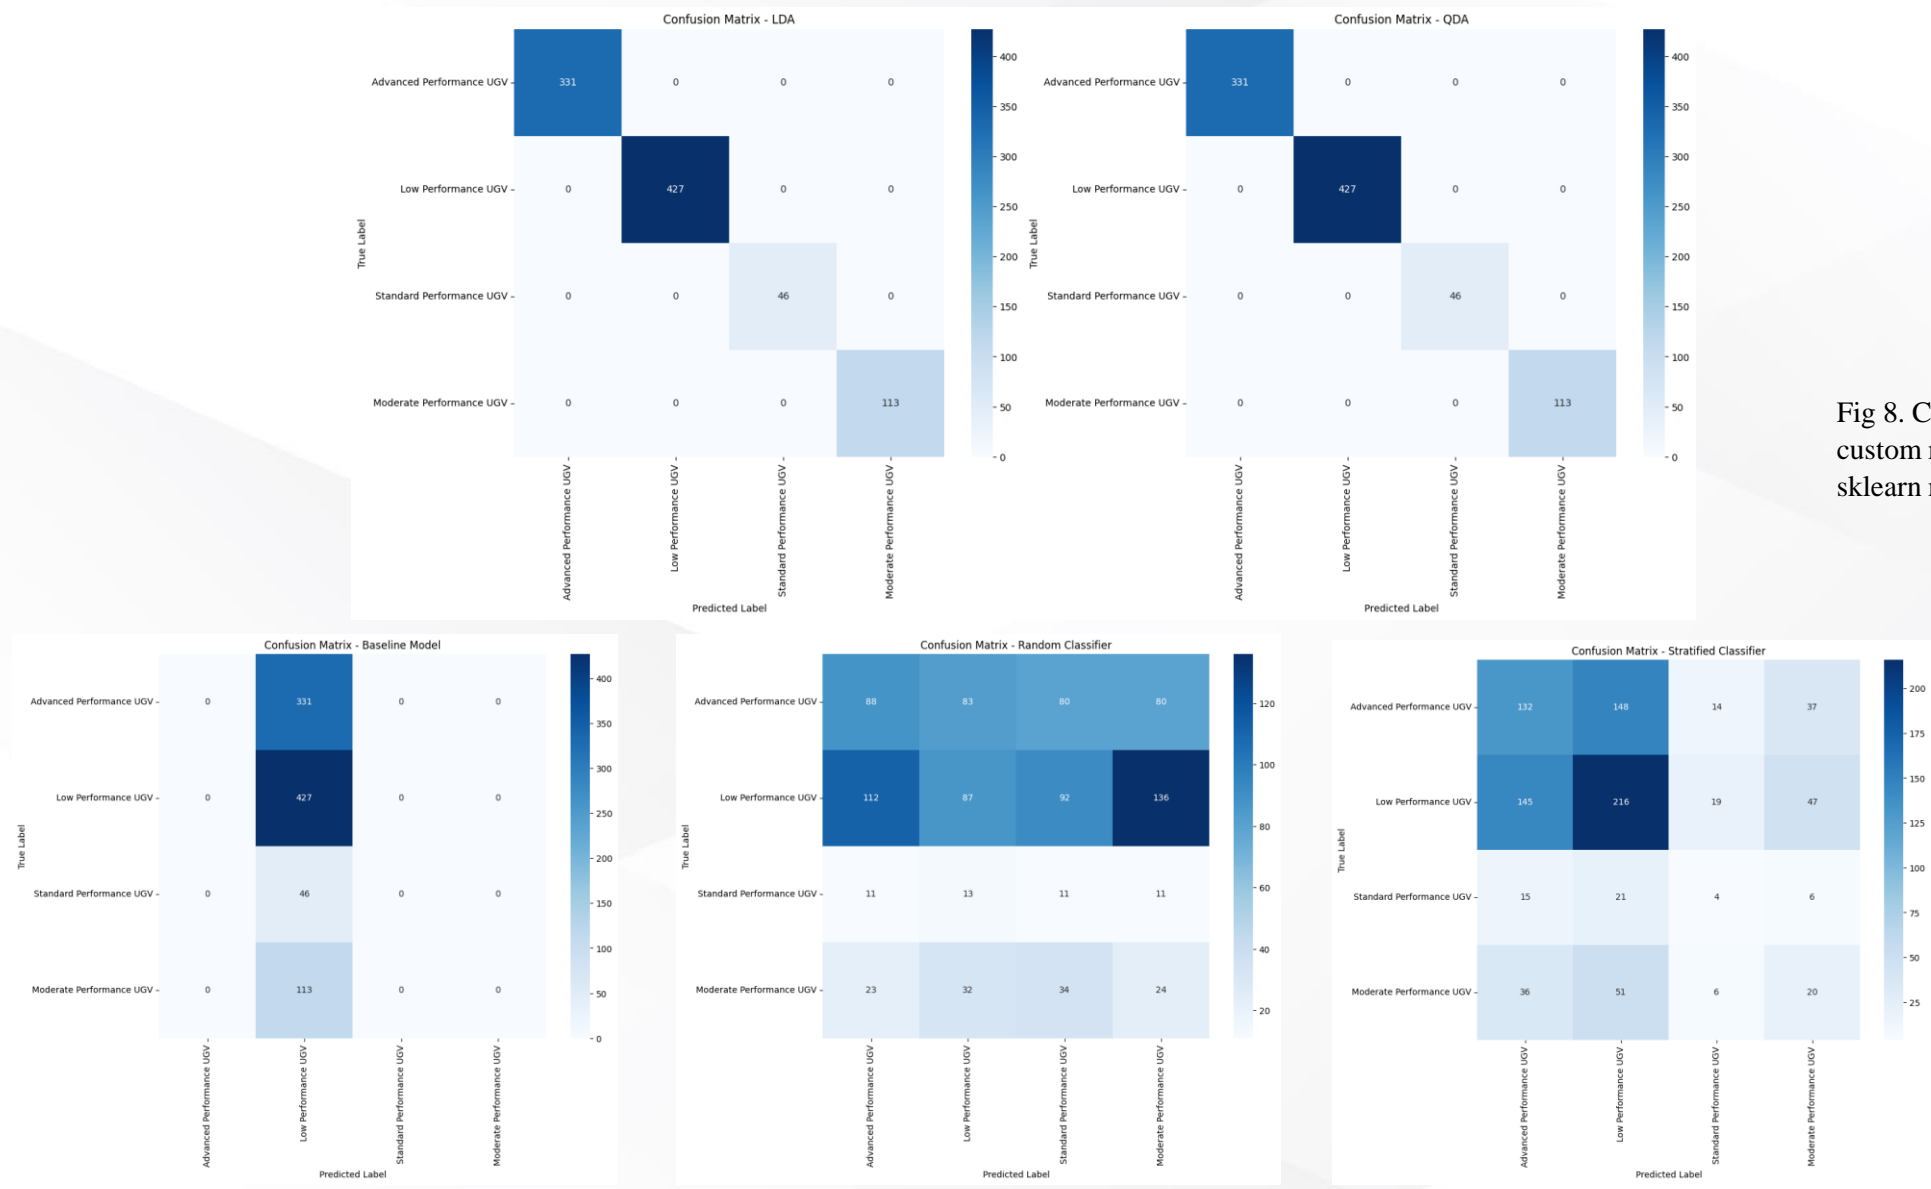 Confusion Matrix - LDA
Advanced Performance UGV
331 0 0 0
Low Performance UGV
0 427 0 0
Standard Performance UGV
0 0 46 0
Moderate Performance UGV
0 0 0 113
True Label
Advanced Performance UGV
Low Performance UGV
Standard Performance UGV
Moderate Performance UGV
Predicted Label
400
350
300
250
200
150
100
50
0
Confusion Matrix - QDA
Advanced Performance UGV
331 0 0 0
Low Performance UGV
0 427 0 0
Standard Performance UGV
0 0 46 0
Moderate Performance UGV
0 0 0 113
True Label
Advanced Performance UGV
Low Performance UGV
Standard Performance UGV
Moderate Performance UGV
Predicted Label
400
350
300
250
200
150
100
50
0
Fig 8. C
custom
sklearn
Confusion Matrix - Baseline Model
Advanced Performance UGV
0 331 0 0
Low Performance UGV
0 427 0 0
Standard Performance UGV
0 46 0 0
Moderate Performance UGV
0 113 0 0
True Label
Advanced Performance UGV
Low Performance UGV
Standard Performance UGV
Moderate Performance UGV
Predicted Label
400
350
300
250
200
150
100
50
0
Confusion Matrix - Random Classifier
Advanced Performance UGV
88 83 80 80
Low Performance UGV
112 87 92 136
Standard Performance UGV
11 13 11 11
Moderate Performance UGV
23 32 34 24
True Label
Advanced Performance UGV
Low Performance UGV
Standard Performance UGV
Moderate Performance UGV
Predicted Label
120
100
80
60
40
20
Confusion Matrix - Stratified Classifier
Advanced Performance UGV
132 148 14 37
Low Performance UGV
145 216 19 47
Standard Performance UGV
15 21 4 6
Moderate Performance UGV
36 51 6 20
True Label
Advanced Performance UGV
Low Performance UGV
Standard Performance UGV
Moderate Performance UGV
Predicted Label
200
175
150
125
100
75
50
25